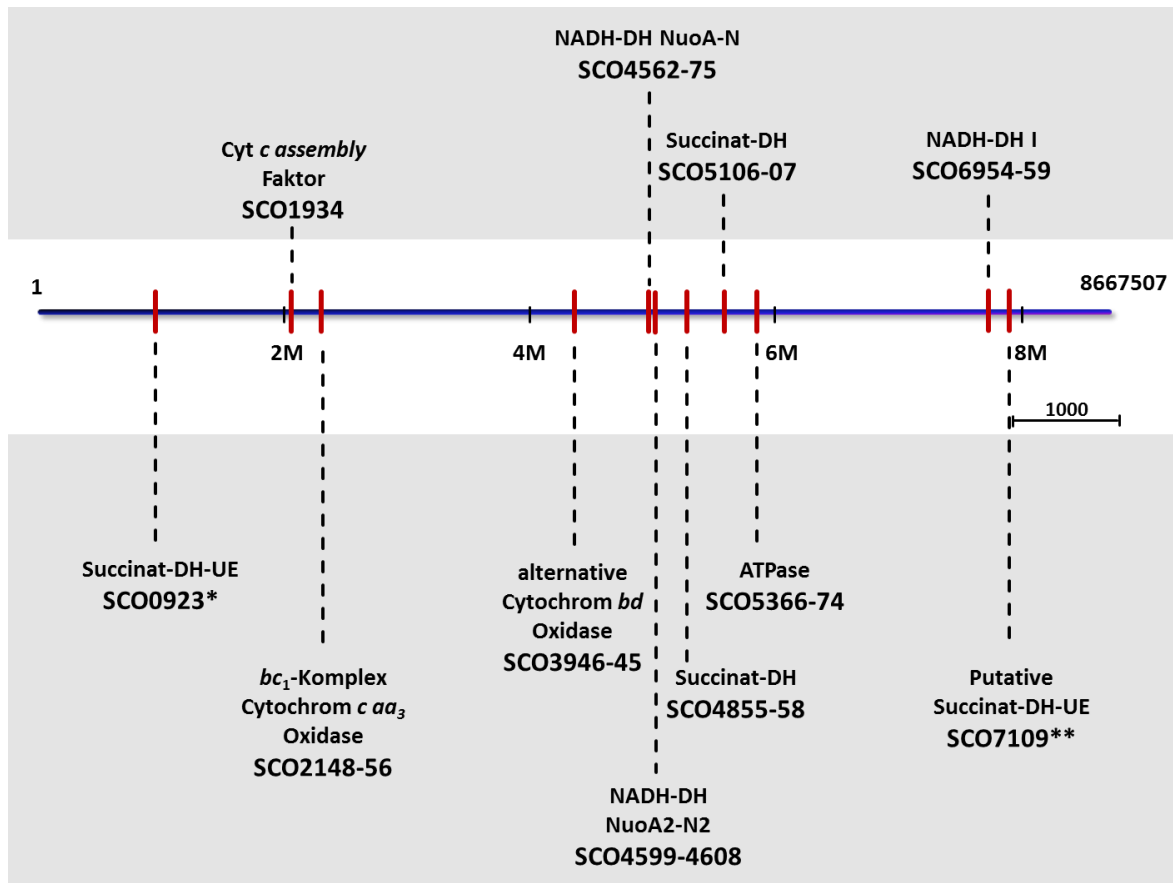 NADH-DH NuoA-N
SCO4562-75
Cyt c assembly
Faktor
SCO1934
Succinat-DH
SCO5106-07
NADH-DH I
SCO6954-59
1
8667507
2M
4M
6M
8M
1000
Succinat-DH-UE
SCO0923*
bc₁-Komplex
Cytochrom c aa₃
Oxidase
SCO2148-56
alternative
Cytochrom bd
Oxidase
SCO3946-45
NADH-DH
NuoA2-N2
SCO4599-4608
Succinat-DH
SCO4855-58
ATPase
SCO5366-74
Putative
Succinat-DH-UE
SCO7109**